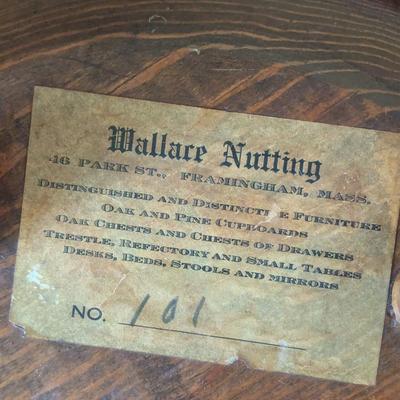 Wallace Nutting
46 PARK ST., FRAMINGHAM, MASS.
DISTINGUISHED AND DISTINCTI E FURNITURE
OAK AND PINE CUPBOARDS
OAK CHESTS AND CHESTS OF DRAWERS
TRESTLE, REFECTORY AND SMALL TABLES
DESKS, BEDS, STOOLS AND MIRRORS
NO. 101